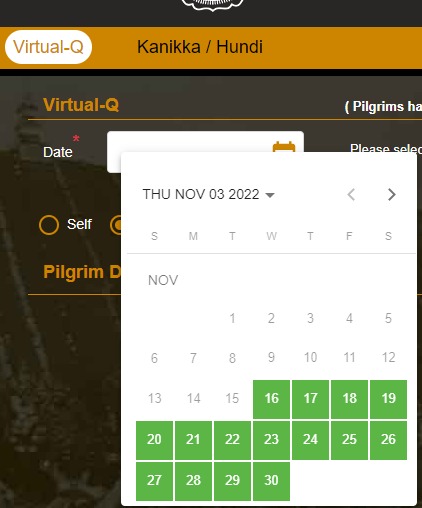 Virtual-Q Kanikka / Hundi
Virtual-Q ( Pilgrims ha
Date * Please selec
THU NOV 03 2022
S M T W T F S
Self
Pilgrim D
NOV
1 2 3 4 5
6 7 8 9 10 11 12
13 14 15 16 17 18 19
20 21 22 23 24 25 26
27 28 29 30